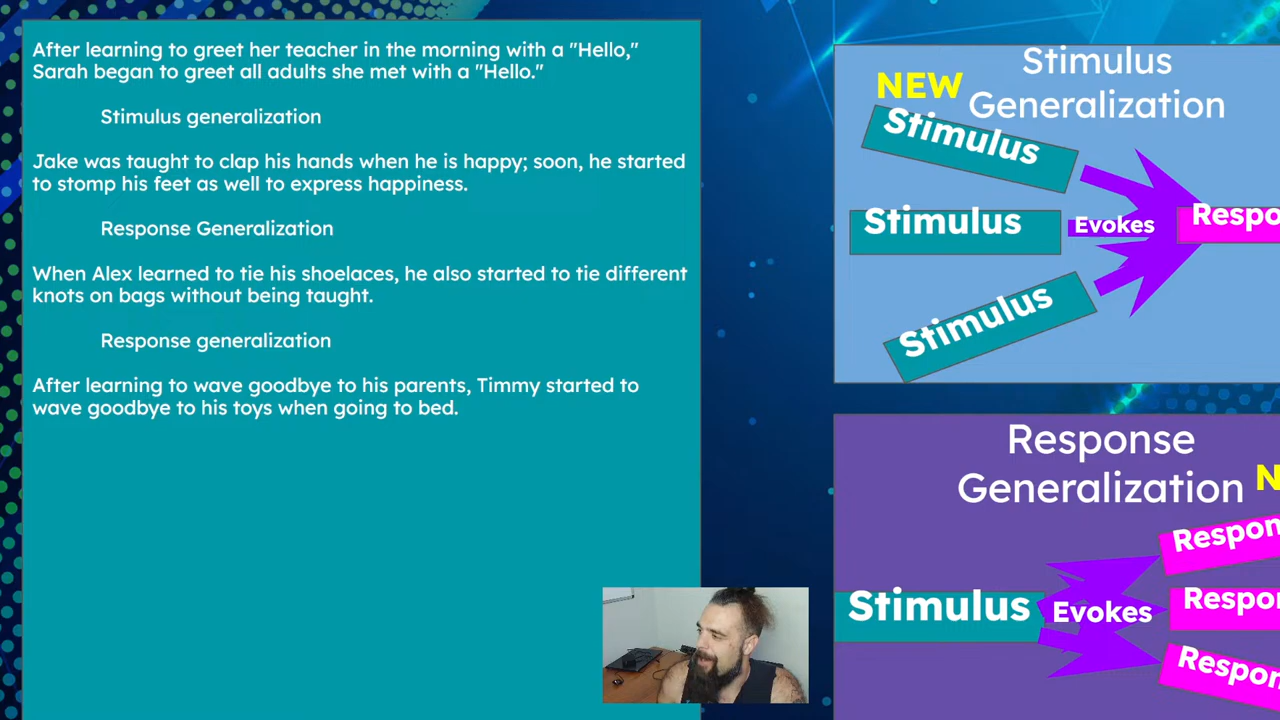 After learning to greet her teacher in the morning with a "Hello,"
Sarah began to greet all adults she met with a "Hello."
Stimulus generalization
Jake was taught to clap his hands when he is happy; soon, he started
to stomp his feet as well to express happiness.
Response Generalization
When Alex learned to tie his shoelaces, he also started to tie different
knots on bags without being taught.
Response generalization
After learning to wave goodbye to his parents, Timmy started to
wave goodbye to his toys when going to bed.
Stimulus
Generalization
NEW
Stimulus
Stimulus
Evokes
Respo
Stimulus
Response
Generalization
N
Respon
Stimulus
Evokes
Respon
Respon